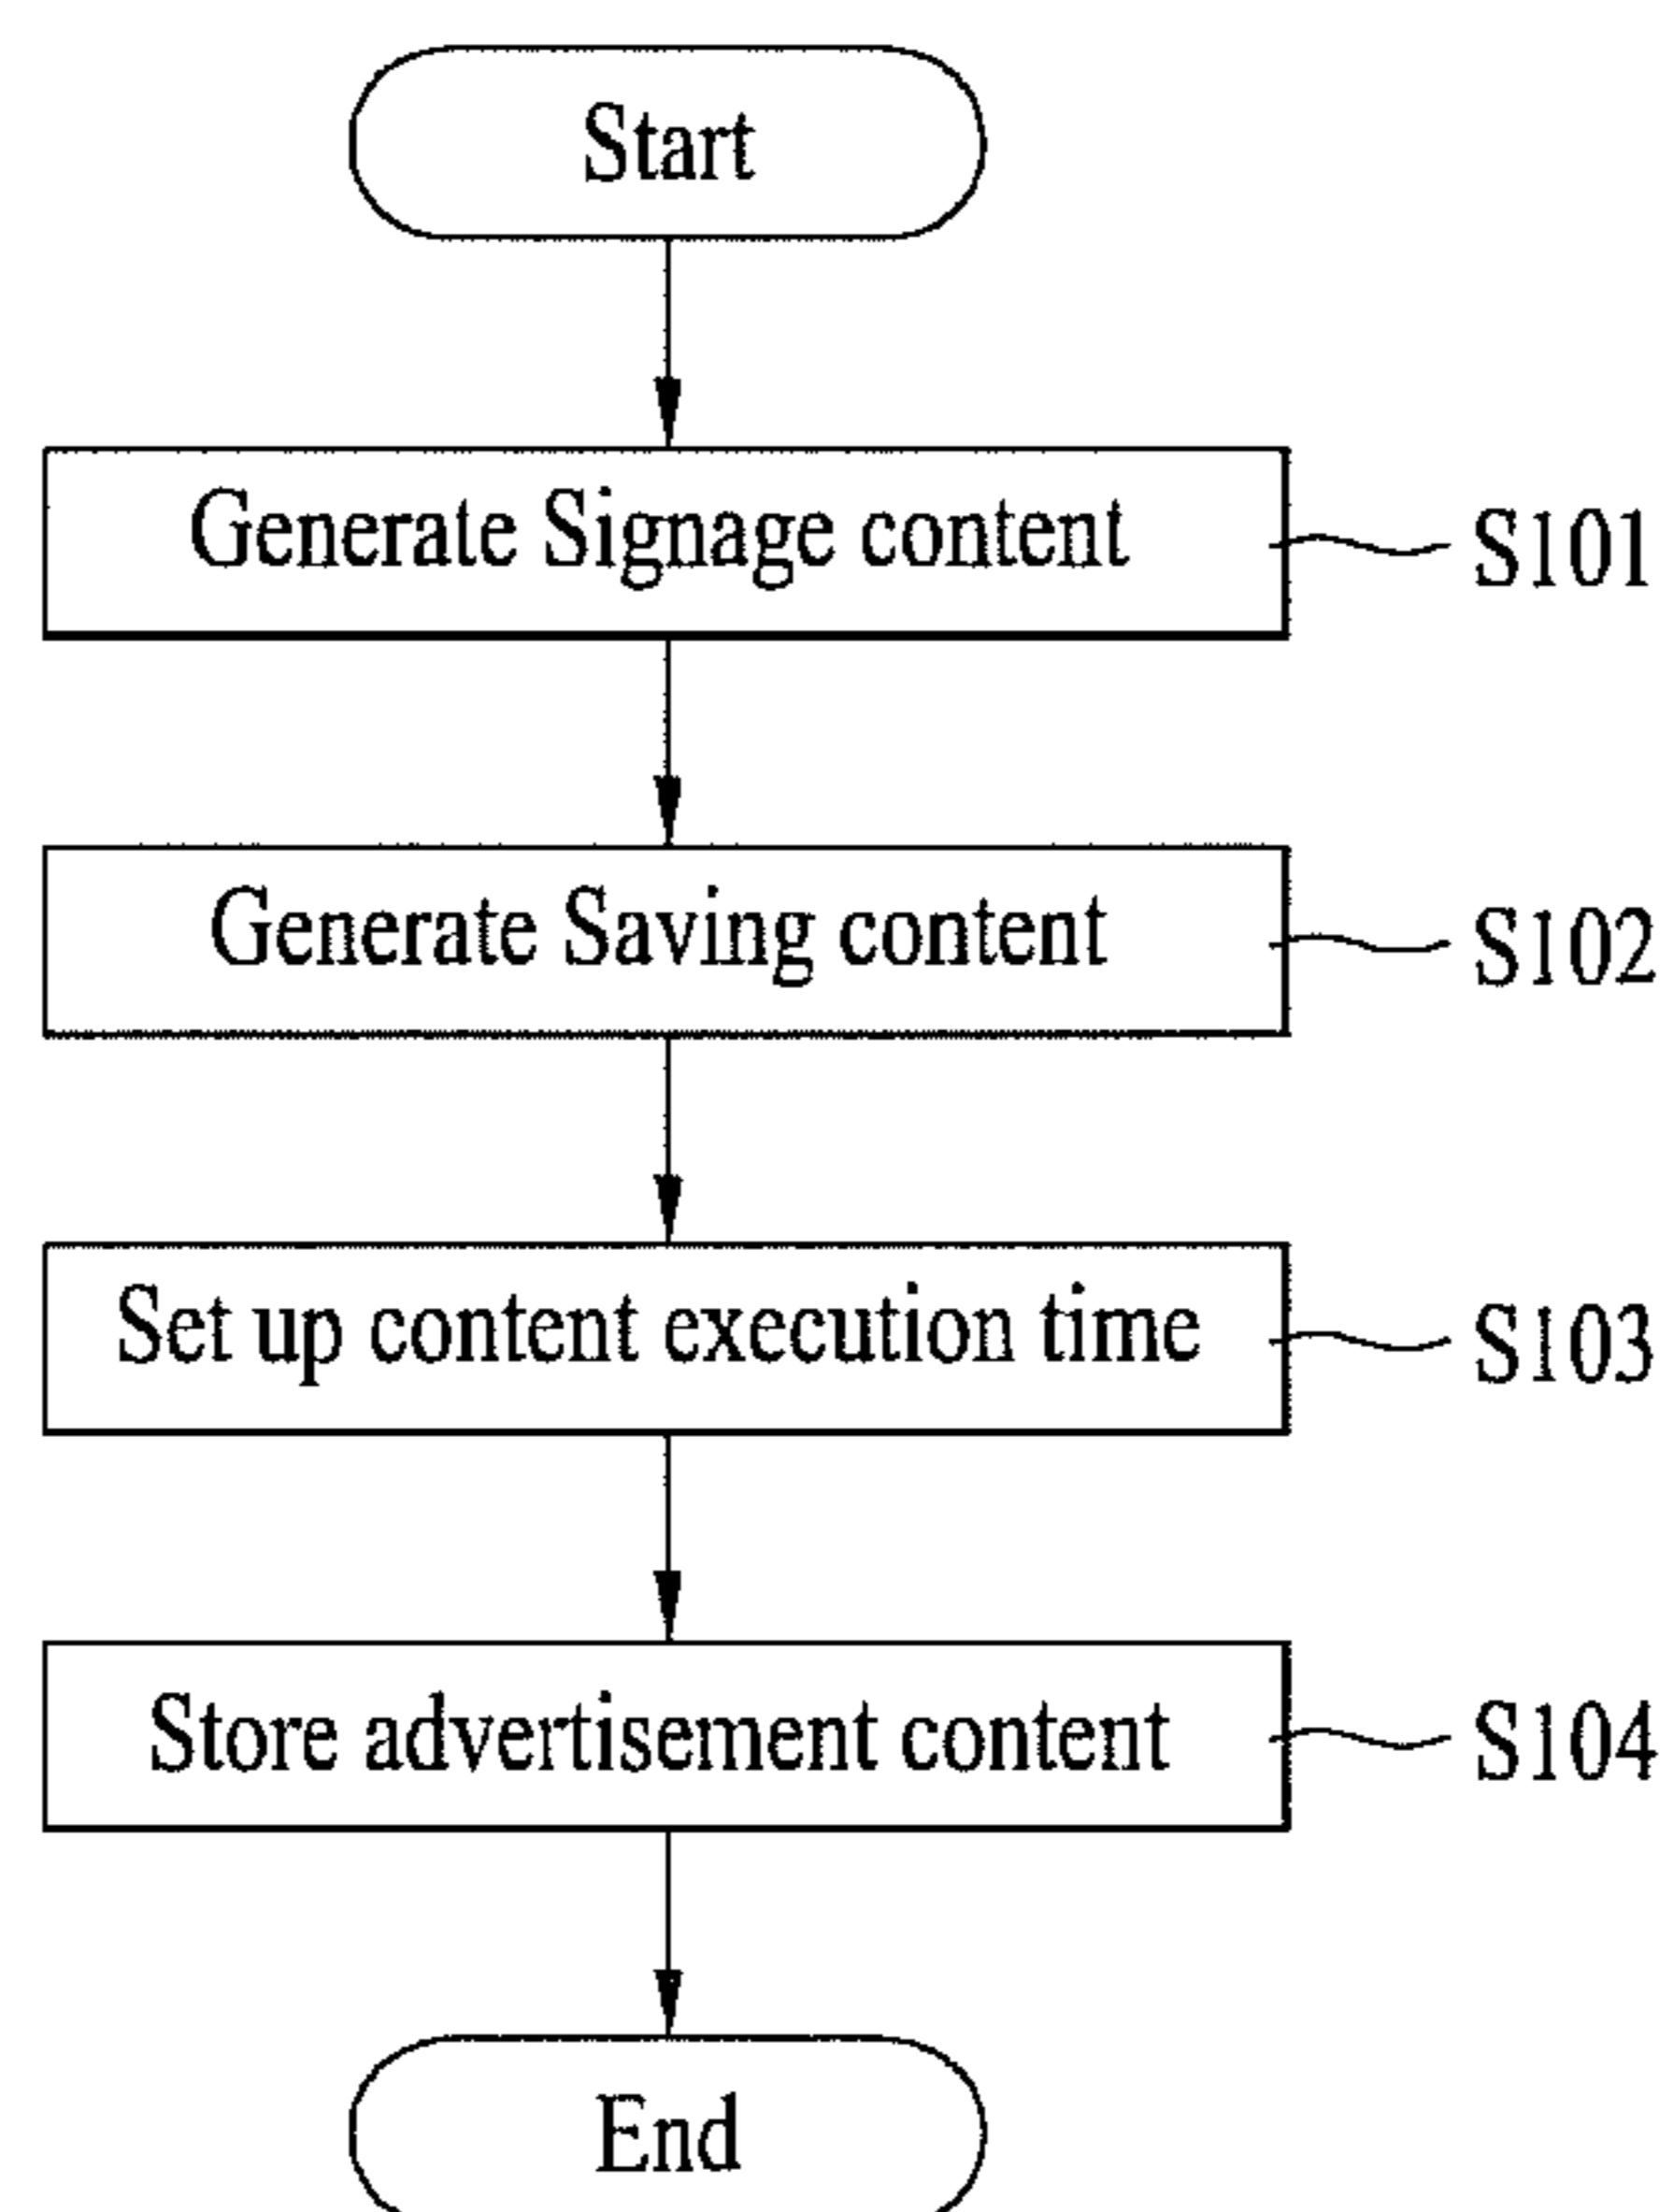 Start
Generate Signage content
S101
Generate Saving content
S102
Set up content execution time
S103
Store advertisement content
S104
End